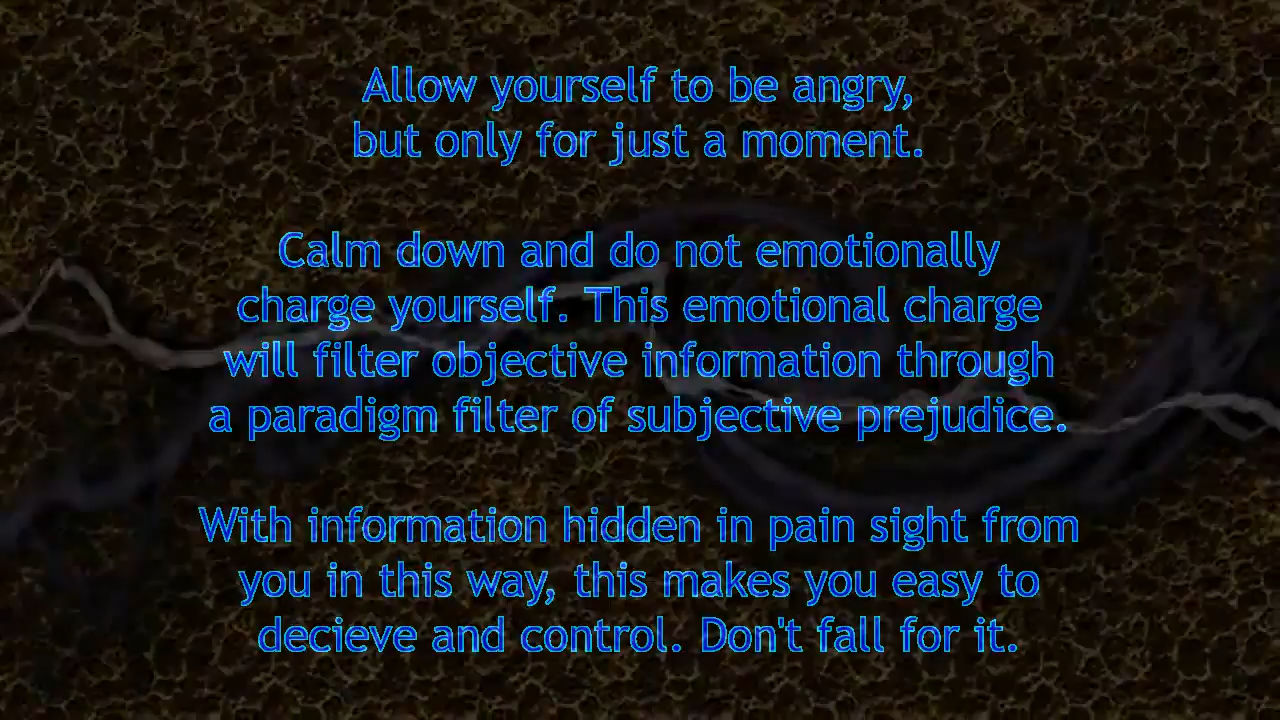 Allow yourself to be angry,
but only for just a moment.
Calm down and do not emotionally
charge yourself. This emotional charge
will filter objective information through
a paradigm filter of subjective prejudice.
With information hidden in pain sight from
you in this way, this makes you easy to
decieve and control. Don't fall for it.